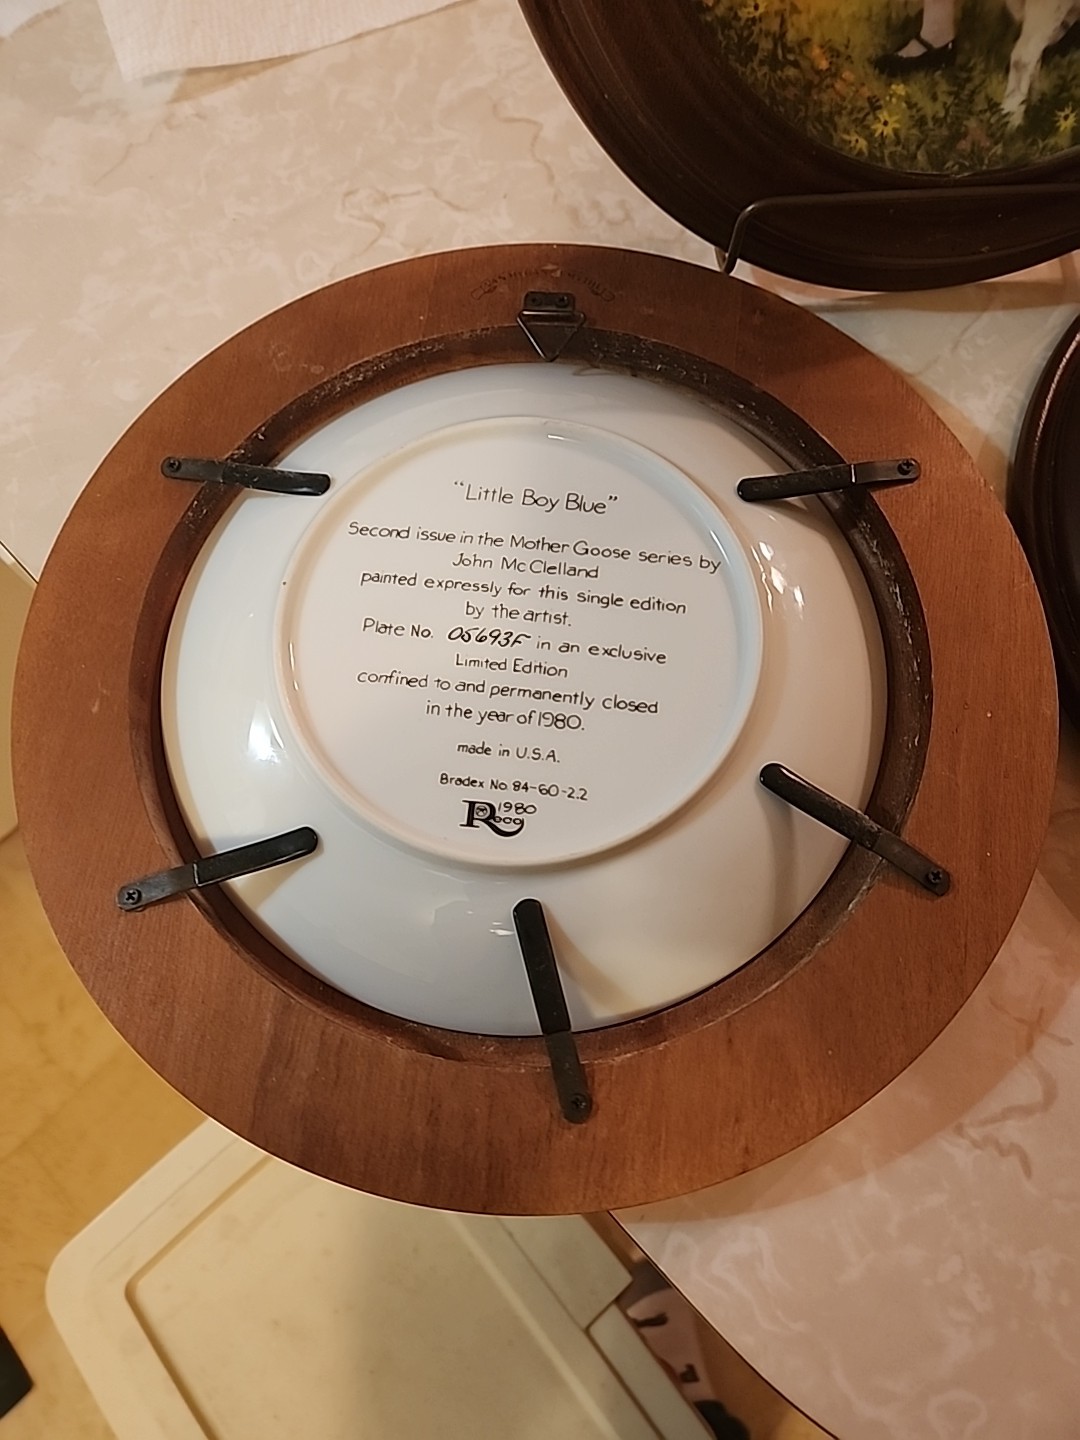 “Little Boy Blue”
Second issue in the Mother Goose series by
John McClelland
painted expressly for this single edition
by the artist.
Plate No. 05693F in an exclusive
Limited Edition
confined to and permanently closed
in the year of 1980.
made in U.S.A.
Bradex No. 84-60-2.2
1980
Reco